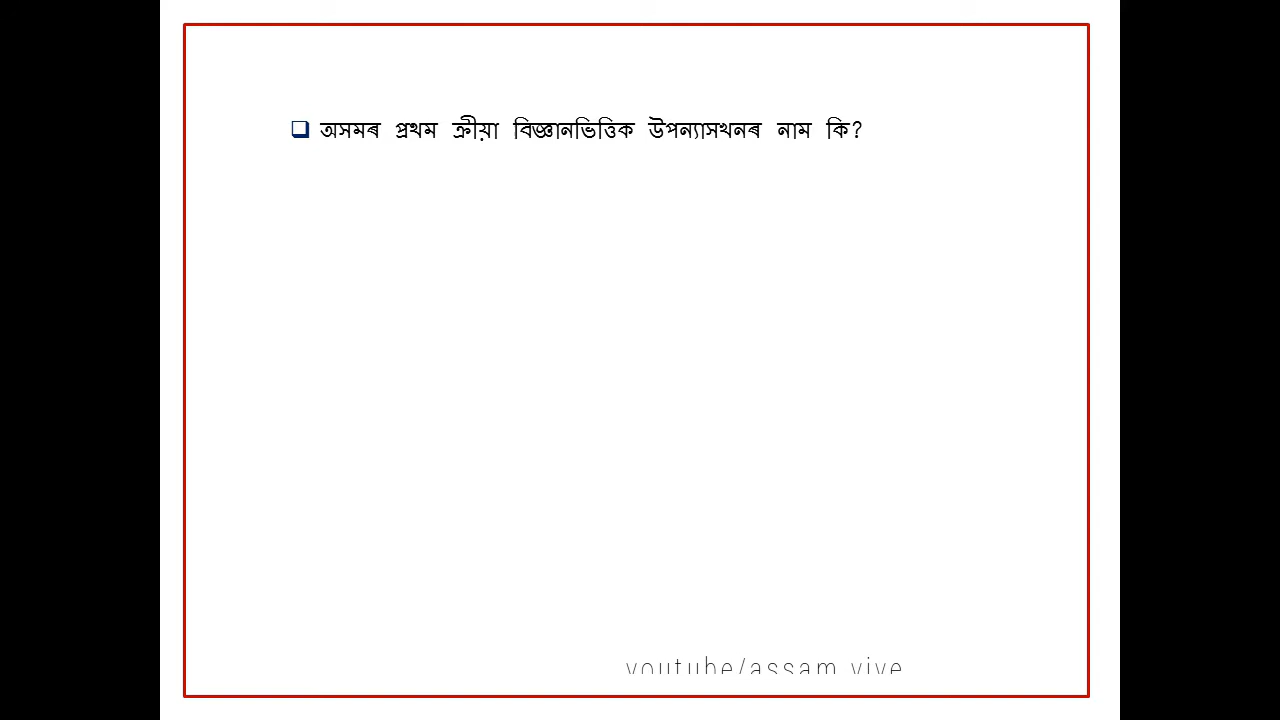 অসমৰ প্ৰথম ক্ৰীয়া বিজ্ঞানভিত্তিক উপন্যাসখনৰ নাম কি?
youtube/assam vive